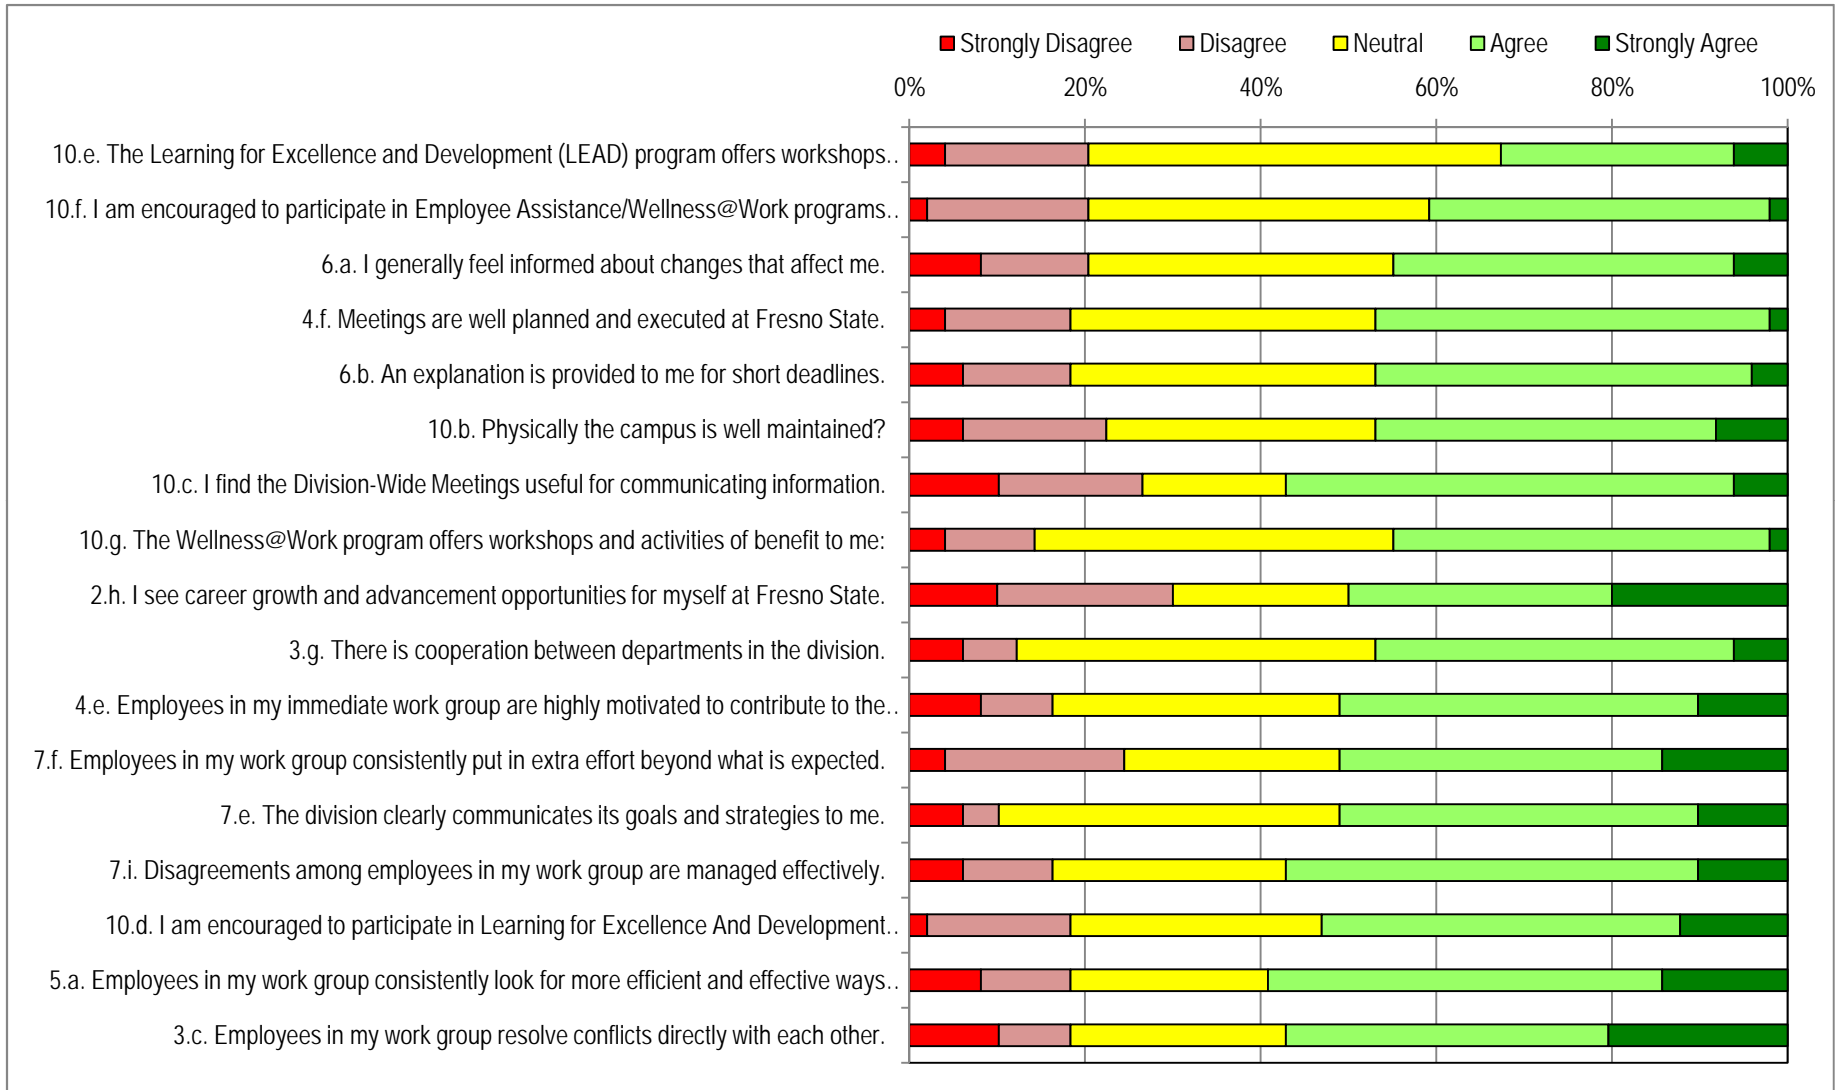 Strongly Disagree Disagree Neutral Agree Strongly Agree
0% 20% 40% 60% 80% 100%
10.e. The Learning for Excellence and Development (LEAD) program offers workshops..
10.f. I am encouraged to participate in Employee Assistance/Wellness@Work programs..
6.a. I generally feel informed about changes that affect me.
4.f. Meetings are well planned and executed at Fresno State.
6.b. An explanation is provided to me for short deadlines.
10.b. Physically the campus is well maintained?
10.c. I find the Division-Wide Meetings useful for communicating information.
10.g. The Wellness@Work program offers workshops and activities of benefit to me:
2.h. I see career growth and advancement opportunities for myself at Fresno State.
3.g. There is cooperation between departments in the division.
4.e. Employees in my immediate work group are highly motivated to contribute to the..
7.f. Employees in my work group consistently put in extra effort beyond what is expected.
7.e. The division clearly communicates its goals and strategies to me.
7.i. Disagreements among employees in my work group are managed effectively.
10.d. I am encouraged to participate in Learning for Excellence And Development..
5.a. Employees in my work group consistently look for more efficient and effective ways..
3.c. Employees in my work group resolve conflicts directly with each other.